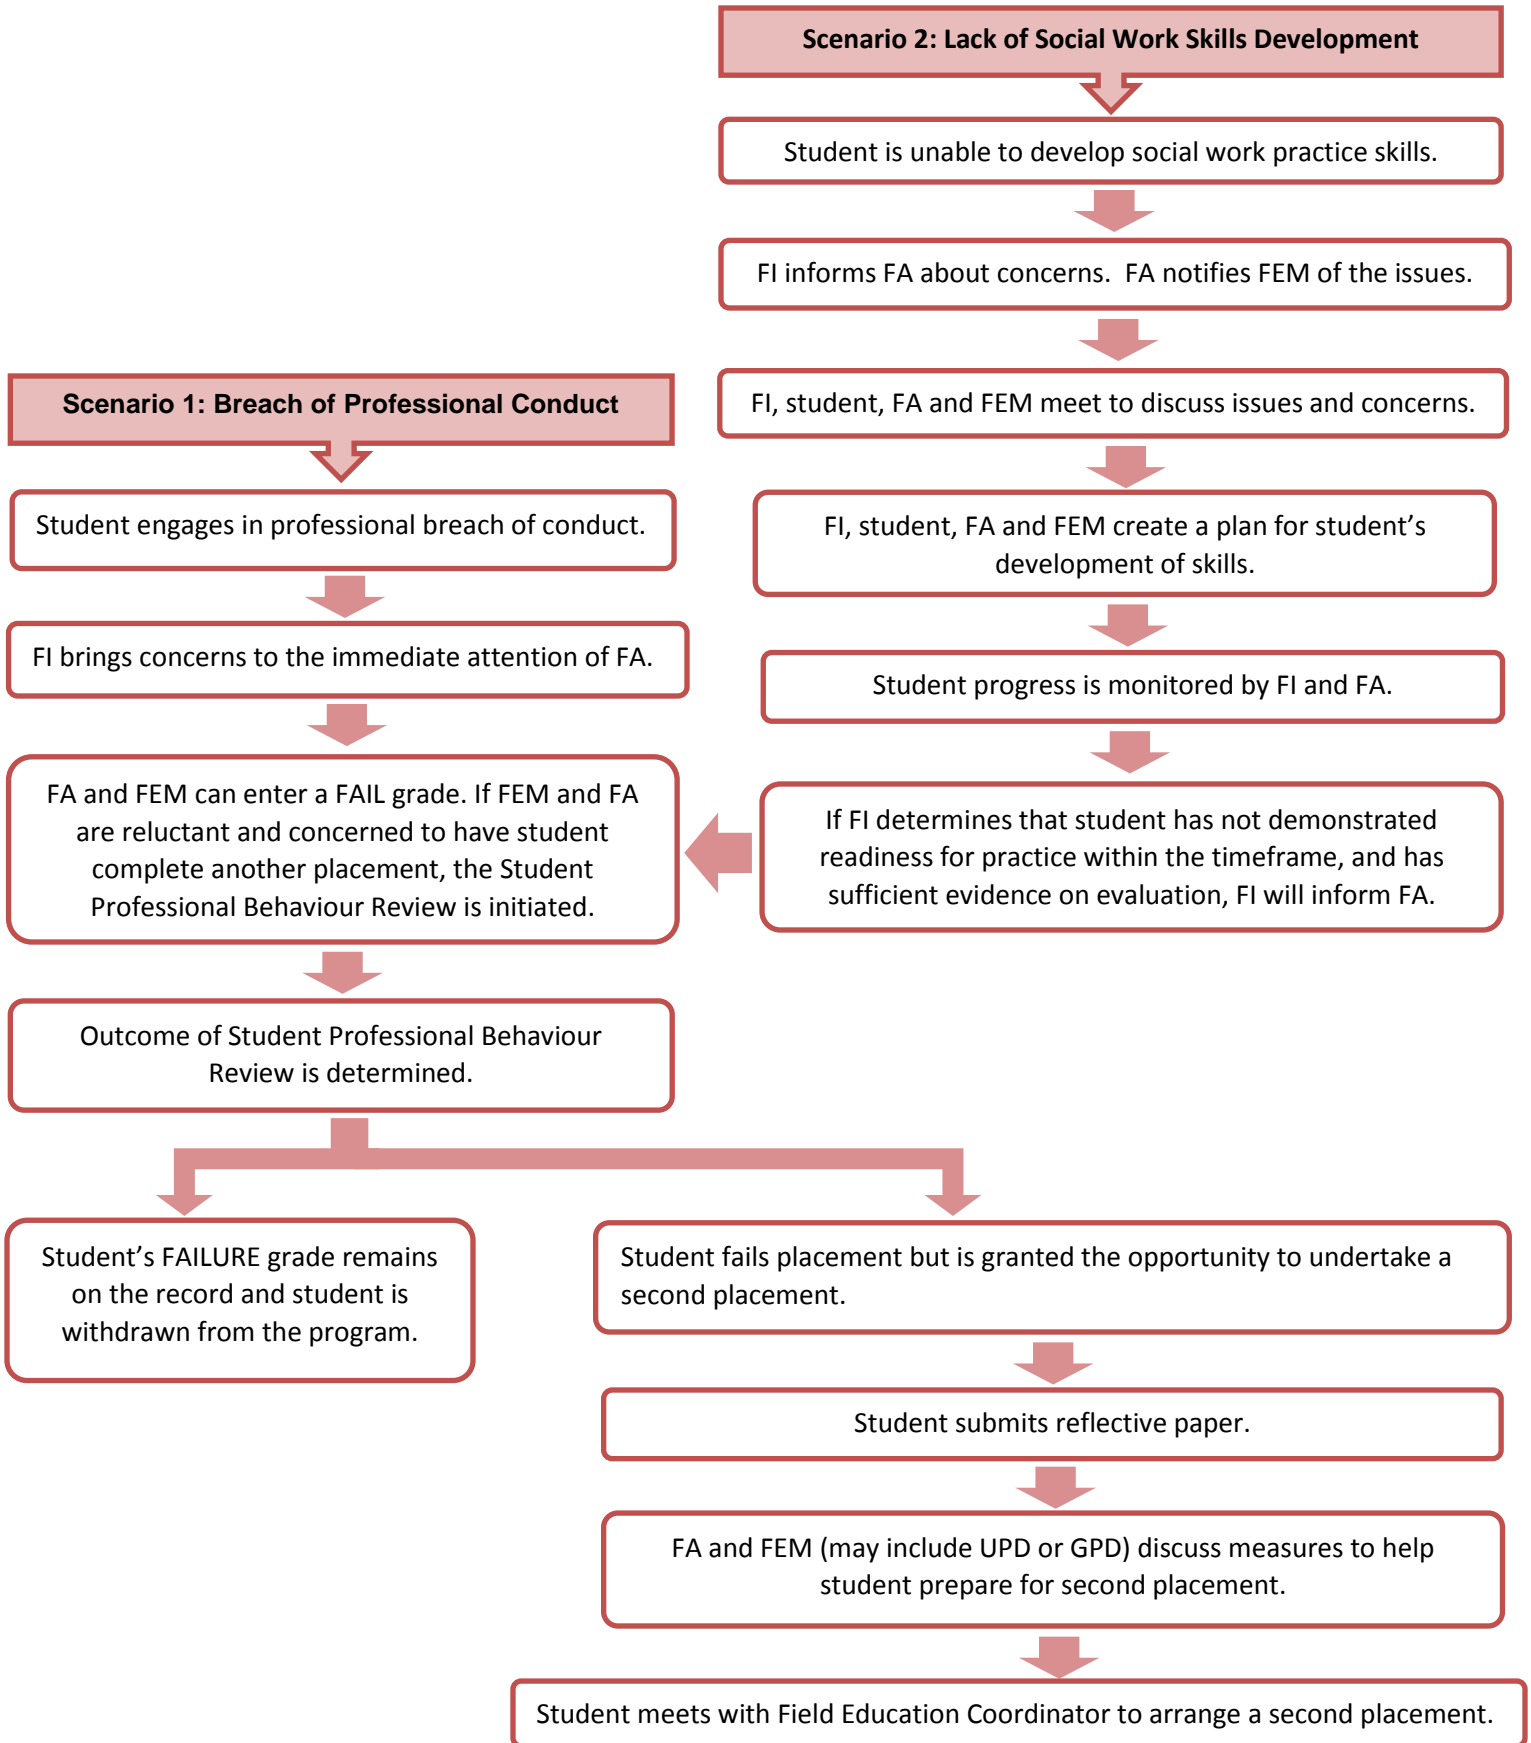 Scenario 2: Lack of Social Work Skills Development
Student is unable to develop social work practice skills.
FI informs FA about concerns.  FA notifies FEM of the issues.
FI, student, FA and FEM meet to discuss issues and concerns.
FI, student, FA and FEM create a plan for student’s
development of skills.
Student progress is monitored by FI and FA.
If FI determines that student has not demonstrated
readiness for practice within the timeframe, and has
sufficient evidence on evaluation, FI will inform FA.
Scenario 1: Breach of Professional Conduct
Student engages in professional breach of conduct.
FI brings concerns to the immediate attention of FA.
FA and FEM can enter a FAIL grade. If FEM and FA
are reluctant and concerned to have student
complete another placement, the Student
Professional Behaviour Review is initiated.
Outcome of Student Professional Behaviour
Review is determined.
Student’s FAILURE grade remains
on the record and student is
withdrawn from the program.
Student fails placement but is granted the opportunity to undertake a
second placement.
Student submits reflective paper.
FA and FEM (may include UPD or GPD) discuss measures to help
student prepare for second placement.
Student meets with Field Education Coordinator to arrange a second placement.